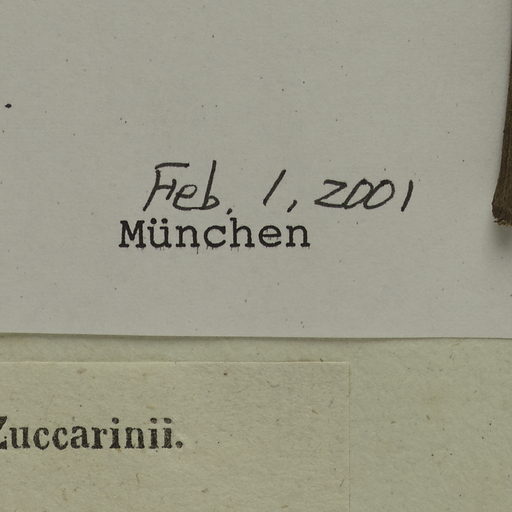 Feb. 1, 2001
München
Zuccarinii.